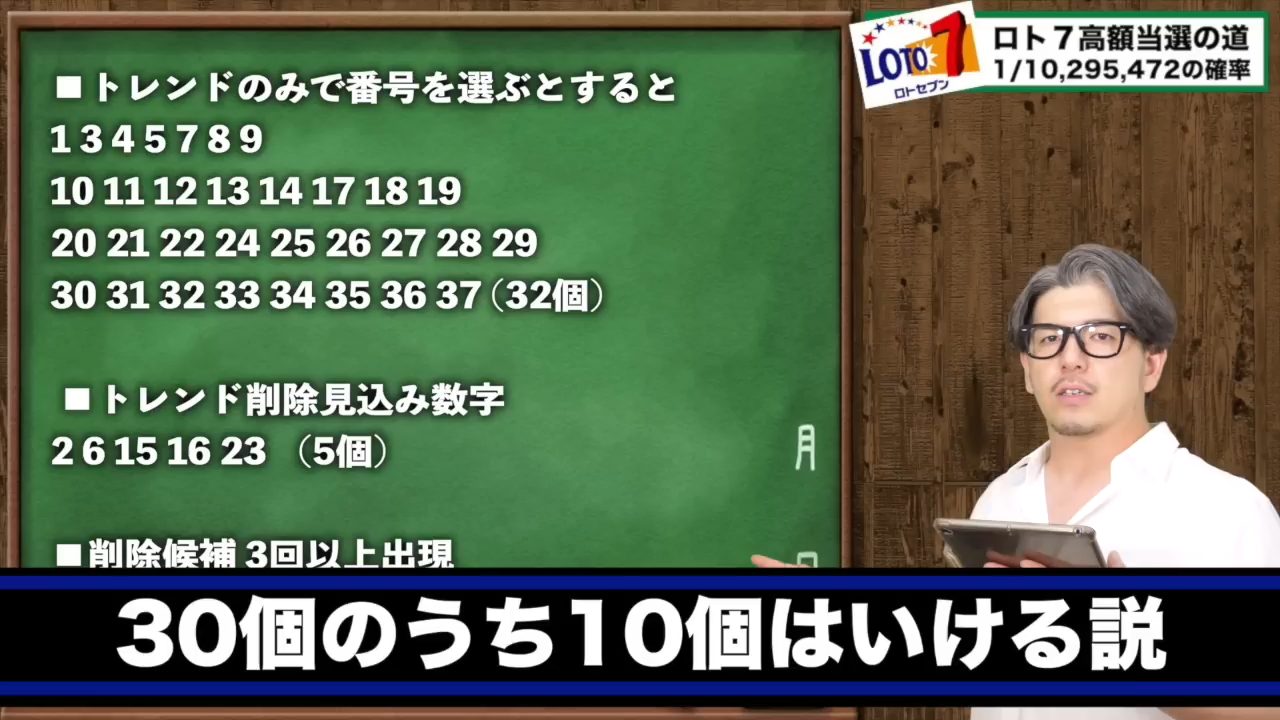 ■トレンドのみで番号を選ぶとすると
1 3 4 5 7 8 9
10 11 12 13 14 17 18 19
20 21 22 24 25 26 27 28 29
30 31 32 33 34 35 36 37（32個）
■トレンド削除見込み数字
2 6 15 16 23 （5個）
■削除候補 3回以上出現
月
日
LOTO 7
ロトセブン
ロト７高額当選の道
1/10,295,472の確率
30個のうち10個はいける説